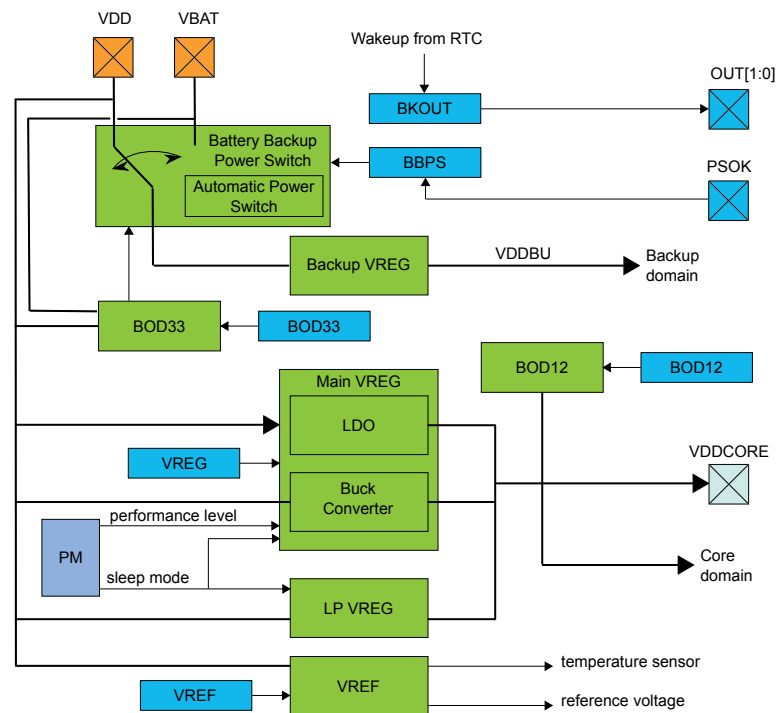 VDD
VBAT
Wakeup from RTC
OUT[1:0]
BKOUT
Battery Backup
Power Switch
BBPS
PSOK
Automatic Power
Switch
Backup VREG
VDDBU
Backup
domain
BOD33
BOD33
BOD12
BOD12
Main VREG
LDO
VREG
VDDCORE
Buck
Converter
performance level
PM
sleep mode
Core
domain
LP VREG
temperature sensor
VREF
VREF
reference voltage